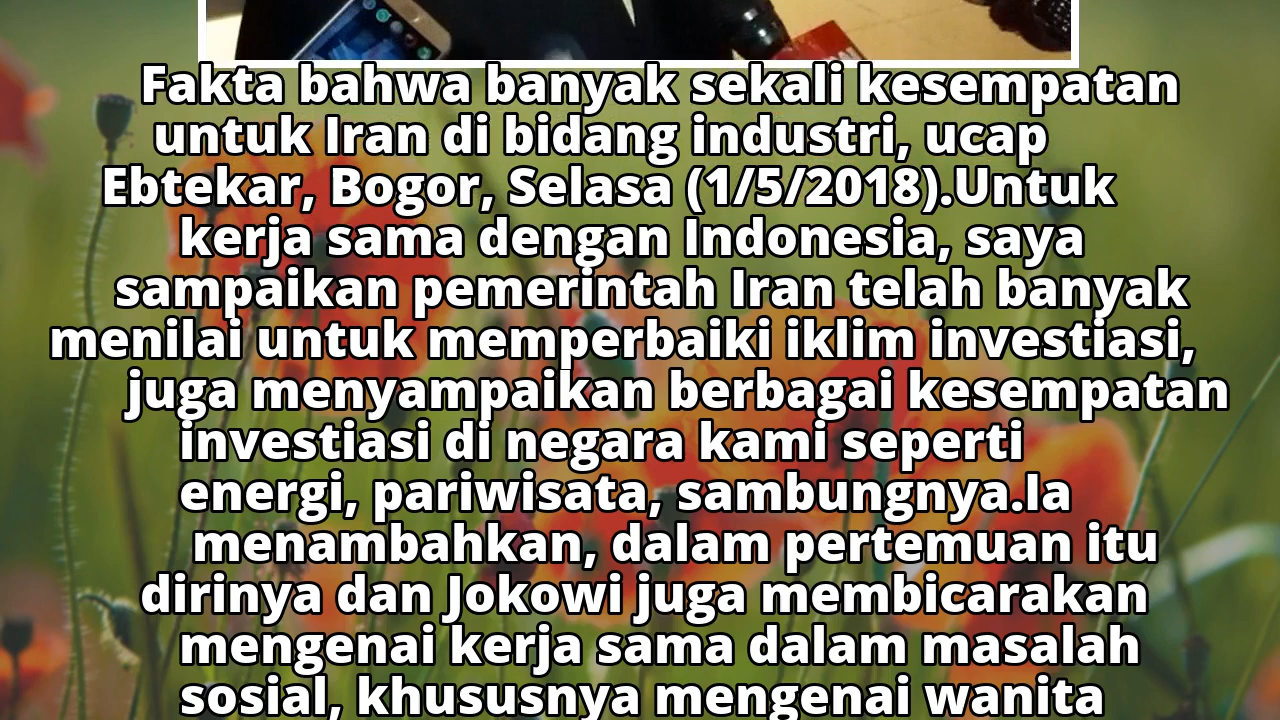 Fakta bahwa banyak sekali kesempatan
untuk Iran di bidang industri, ucap
Ebtekar, Bogor, Selasa (1/5/2018).Untuk
kerja sama dengan Indonesia, saya
sampaikan pemerintah Iran telah banyak
menilai untuk memperbaiki iklim investiasi,
juga menyampaikan berbagai kesempatan
investiasi di negara kami seperti
energi, pariwisata, sambungnya.Ia
menambahkan, dalam pertemuan itu
dirinya dan Jokowi juga membicarakan
mengenai kerja sama dalam masalah
sosial, khususnya mengenai wanita